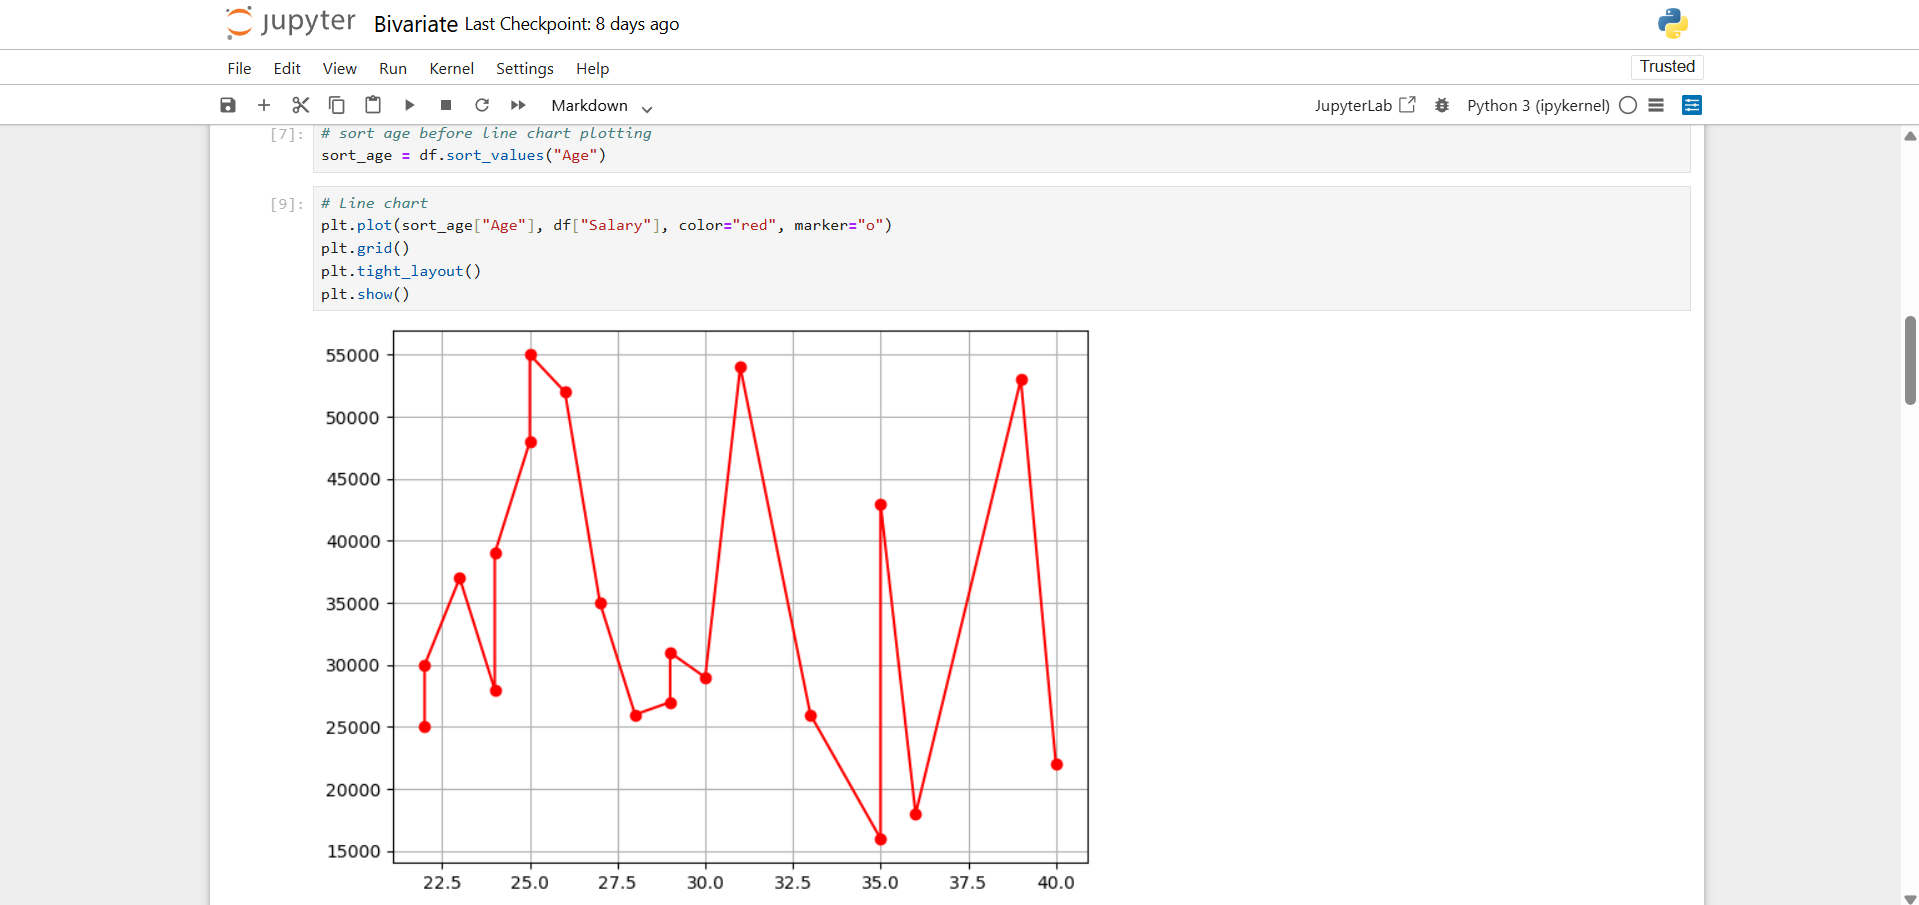 jupyter Bivariate Last Checkpoint: 8 days ago
File Edit View Run Kernel Settings Help Trusted
Markdown JupyterLab Python 3 (ipykernel)
[7]: # sort age before line chart plotting
sort_age = df.sort_values("Age")
[9]: # Line chart
plt.plot(sort_age["Age"], df["Salary"], color="red", marker="o")
plt.grid()
plt.tight_layout()
plt.show()
55000
50000
45000
40000
35000
30000
25000
20000
15000
22.5 25.0 27.5 30.0 32.5 35.0 37.5 40.0